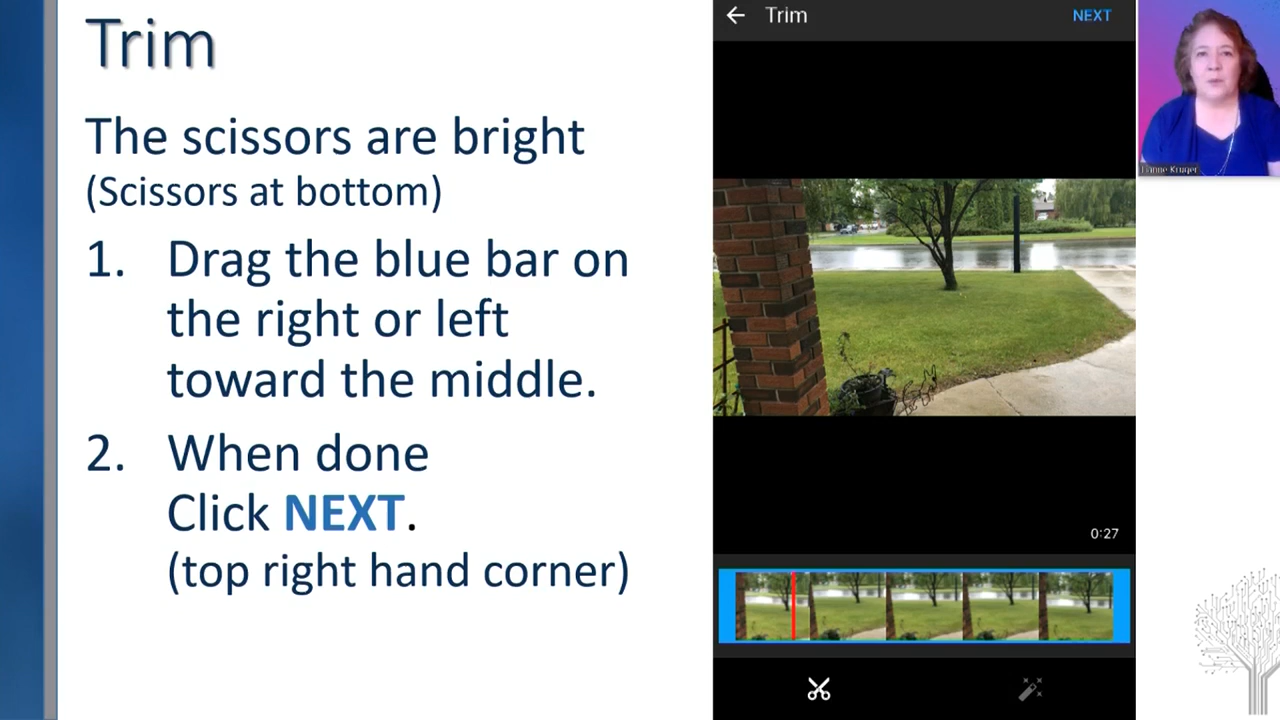 Trim
The scissors are bright
(Scissors at bottom)
1. Drag the blue bar on
the right or left
toward the middle.
2. When done
Click NEXT.
(top right hand corner)
Trim
NEXT
0:27